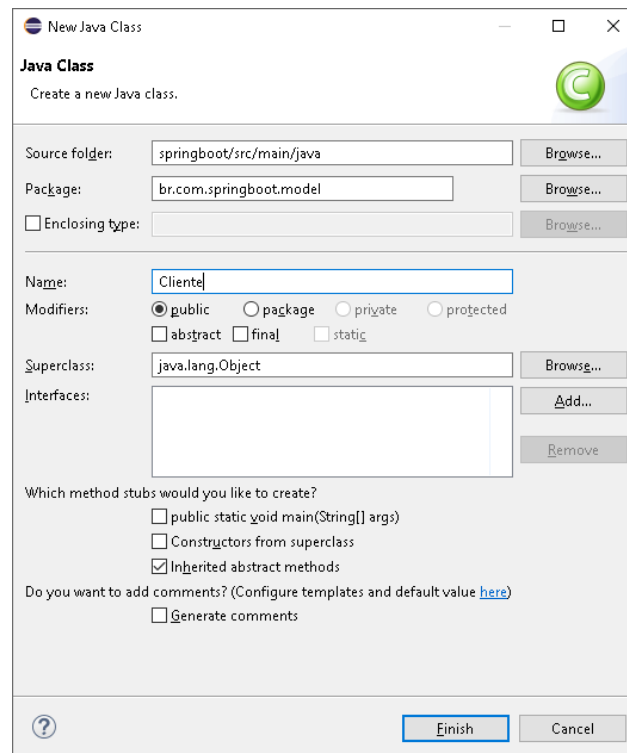 New Java Class
Java Class
Create a new Java class.
C
Source folder: springboot/src/main/java Browse...
Package: br.com.springboot.model Browse...
Enclosing type: Browse...
Name: Cliente
Modifiers: public package private protected
abstract final static
Superclass: java.lang.Object Browse...
Interfaces: Add...
Remove
Which method stubs would you like to create?
public static void main(String[] args)
Constructors from superclass
Inherited abstract methods
Do you want to add comments? (Configure templates and default value here)
Generate comments
? Finish Cancel